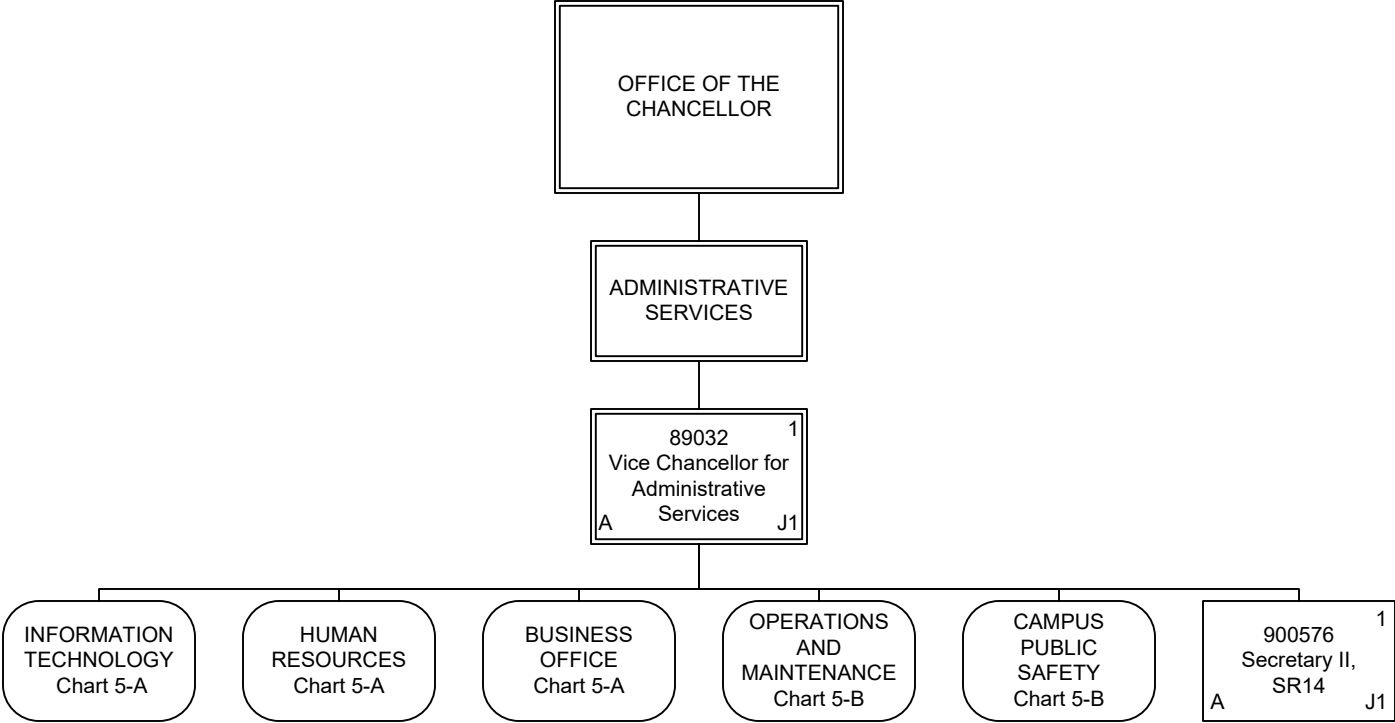 OFFICE OF THE
CHANCELLOR
ADMINISTRATIVE
SERVICES
89032
1
Vice Chancellor for
Administrative
Services
A
J1
INFORMATION
TECHNOLOGY
Chart 5-A
HUMAN
RESOURCES
Chart 5-A
BUSINESS
OFFICE
Chart 5-A
OPERATIONS
AND
MAINTENANCE
Chart 5-B
CAMPUS
PUBLIC
SAFETY
Chart 5-B
1
900576
Secretary II,
SR14
A
J1